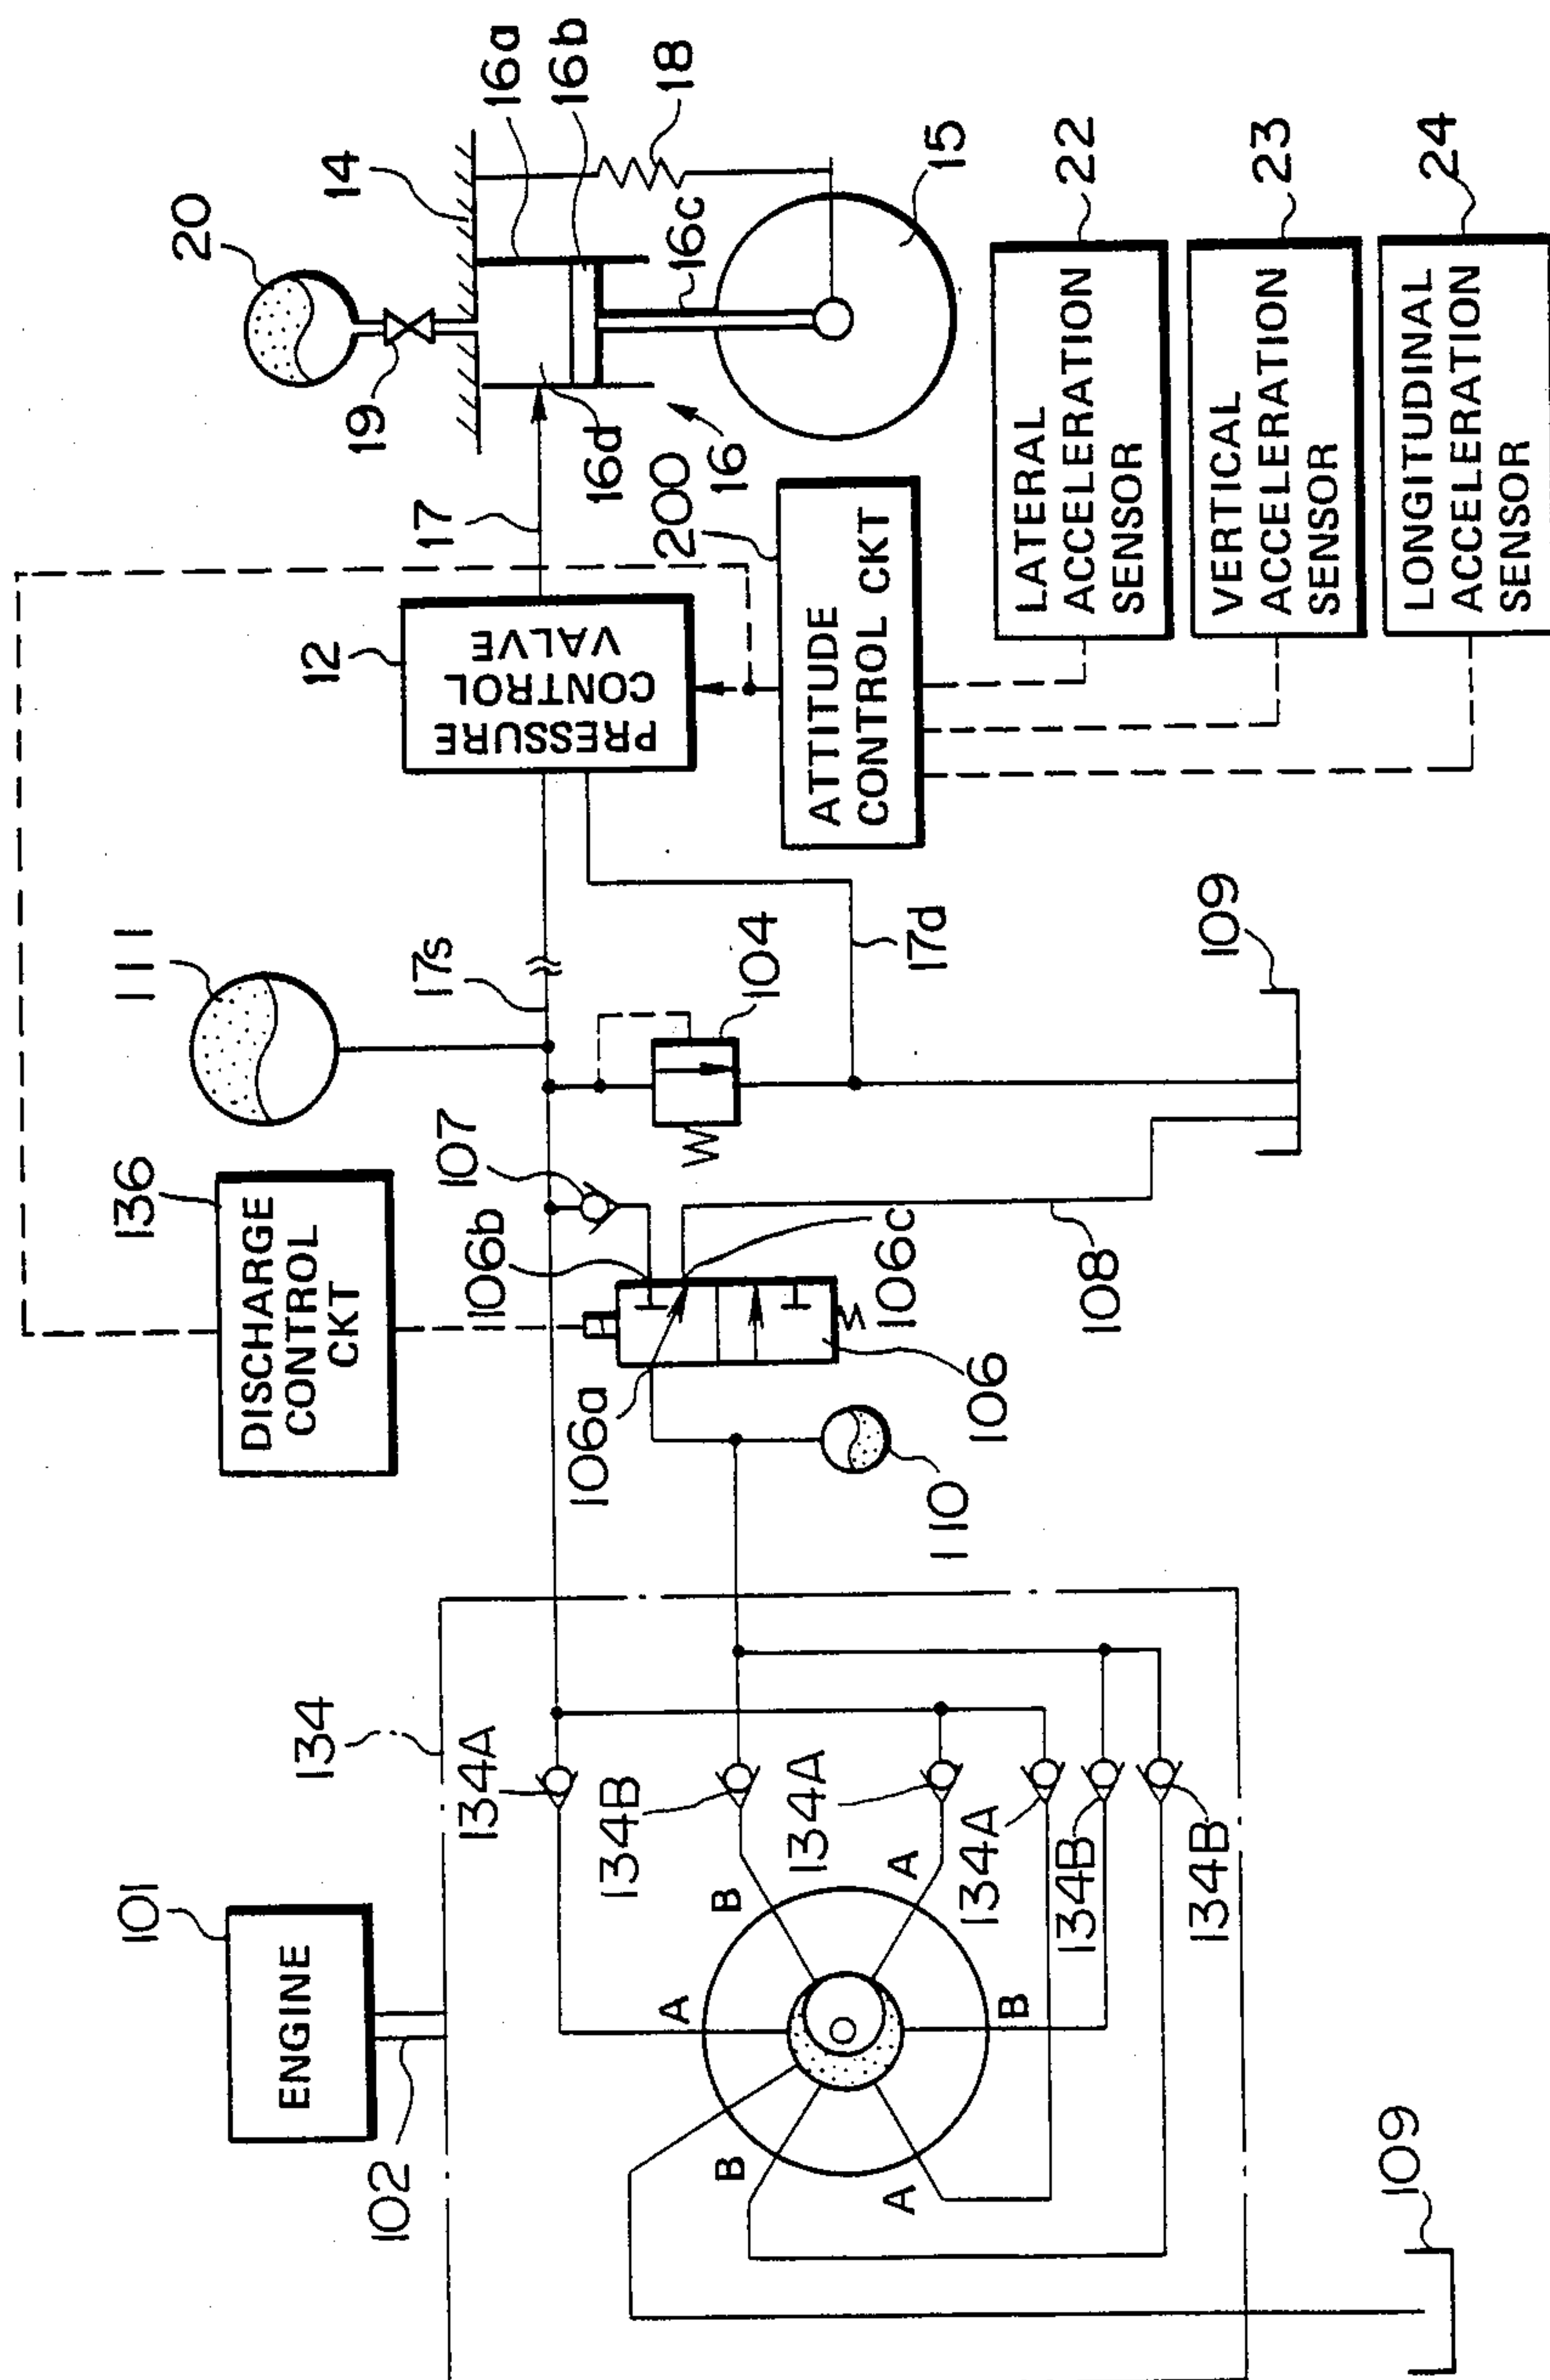 20
14
16a
16b
18
19
16d
16c
16
15
17
12
PRESSURE
CONTROL
VALVE
200
ATTITUDE
CONTROL CKT
LATERAL
ACCELERATION
SENSOR
22
VERTICAL
ACCELERATION
SENSOR
23
LONGITUDINAL
ACCELERATION
SENSOR
24
111
17s
104
17d
109
136
DISCHARGE
CONTROL
CKT
107
106b
106c
106a
106
108
110
134
134A
134B
134A
134A
134B
134B
101
ENGINE
102
A
B
A
B
A
B
109